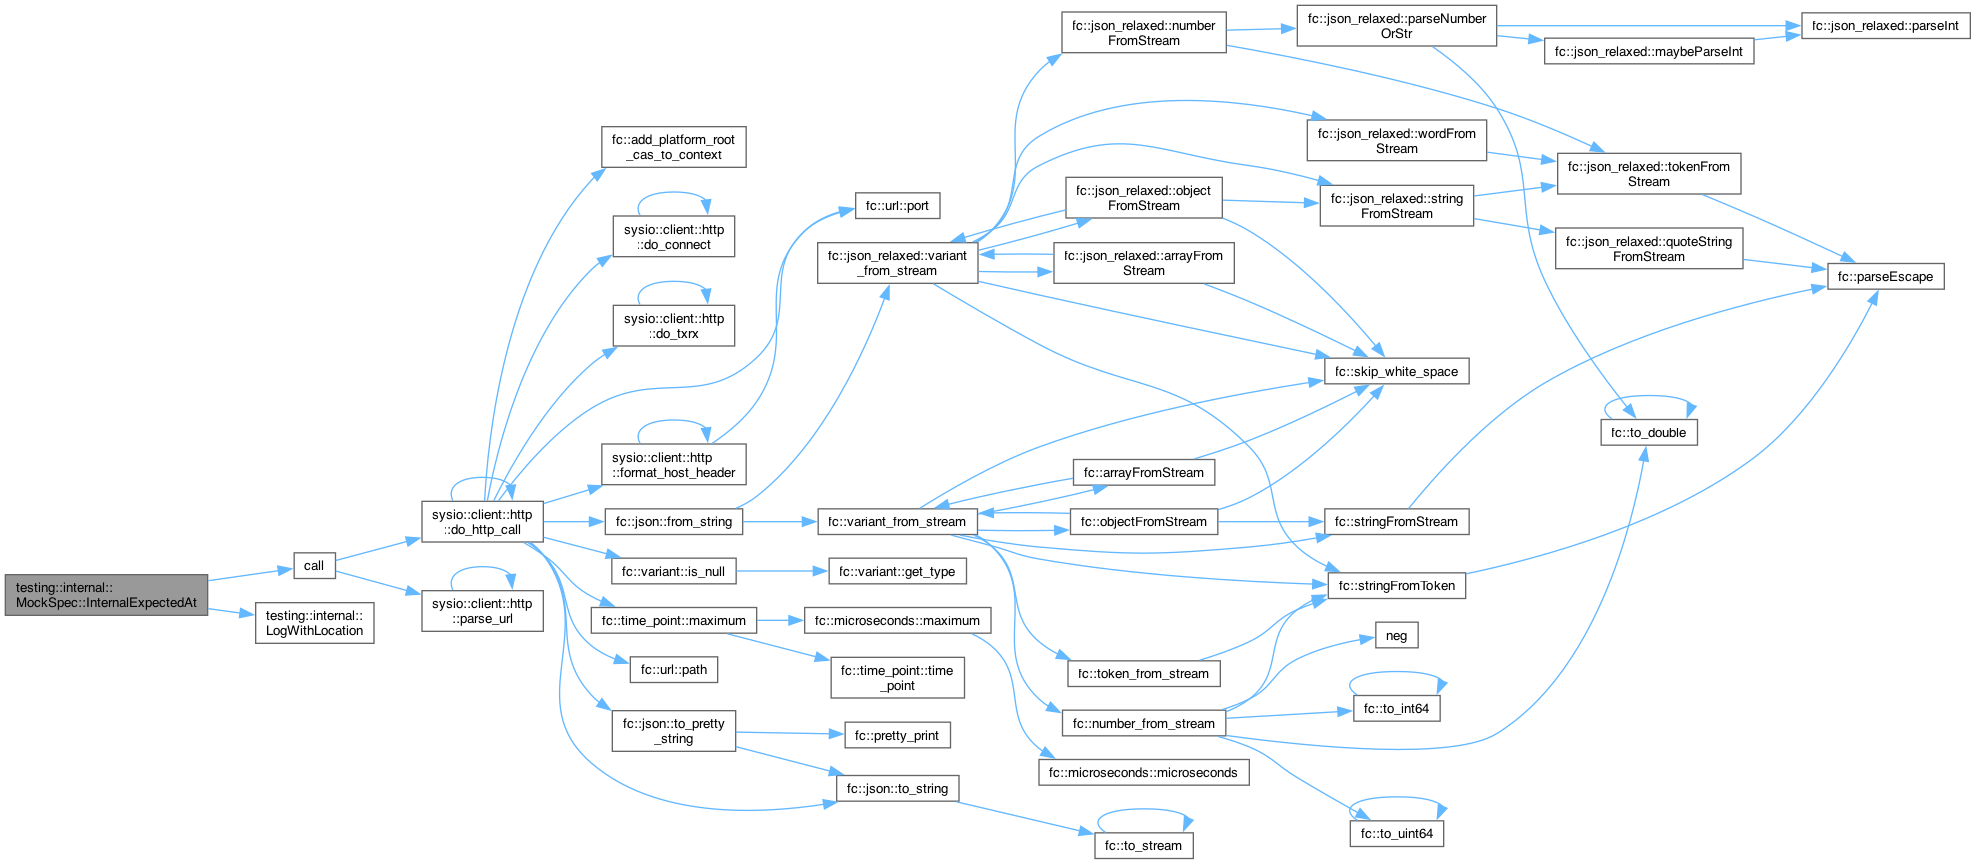 testing::internal::
MockSpec::InternalExpectedAt
call
testing::internal::
LogWithLocation
sysio::client::http
::do_http_call
sysio::client::http
::parse_url
fc::add_platform_root
_cas_to_context
sysio::client::http
::do_connect
sysio::client::http
::do_txrx
sysio::client::http
::format_host_header
fc::json::from_string
fc::variant::is_null
fc::time_point::maximum
fc::url::path
fc::json::to_pretty
_string
fc::url::port
fc::json_relaxed::variant
_from_stream
fc::variant_from_stream
fc::variant::get_type
fc::microseconds::maximum
fc::time_point::time
_point
fc::pretty_print
fc::json::to_string
fc::json_relaxed::number
FromStream
fc::json_relaxed::object
FromStream
fc::json_relaxed::arrayFrom
Stream
fc::arrayFromStream
fc::objectFromStream
fc::token_from_stream
fc::number_from_stream
fc::microseconds::microseconds
fc::to_stream
fc::json_relaxed::parseNumber
OrStr
fc::json_relaxed::wordFrom
Stream
fc::json_relaxed::string
FromStream
fc::skip_white_space
fc::stringFromStream
fc::stringFromToken
neg
fc::to_int64
fc::to_uint64
fc::json_relaxed::maybeParseInt
fc::json_relaxed::tokenFrom
Stream
fc::json_relaxed::quoteString
FromStream
fc::to_double
fc::json_relaxed::parseInt
fc::parseEscape